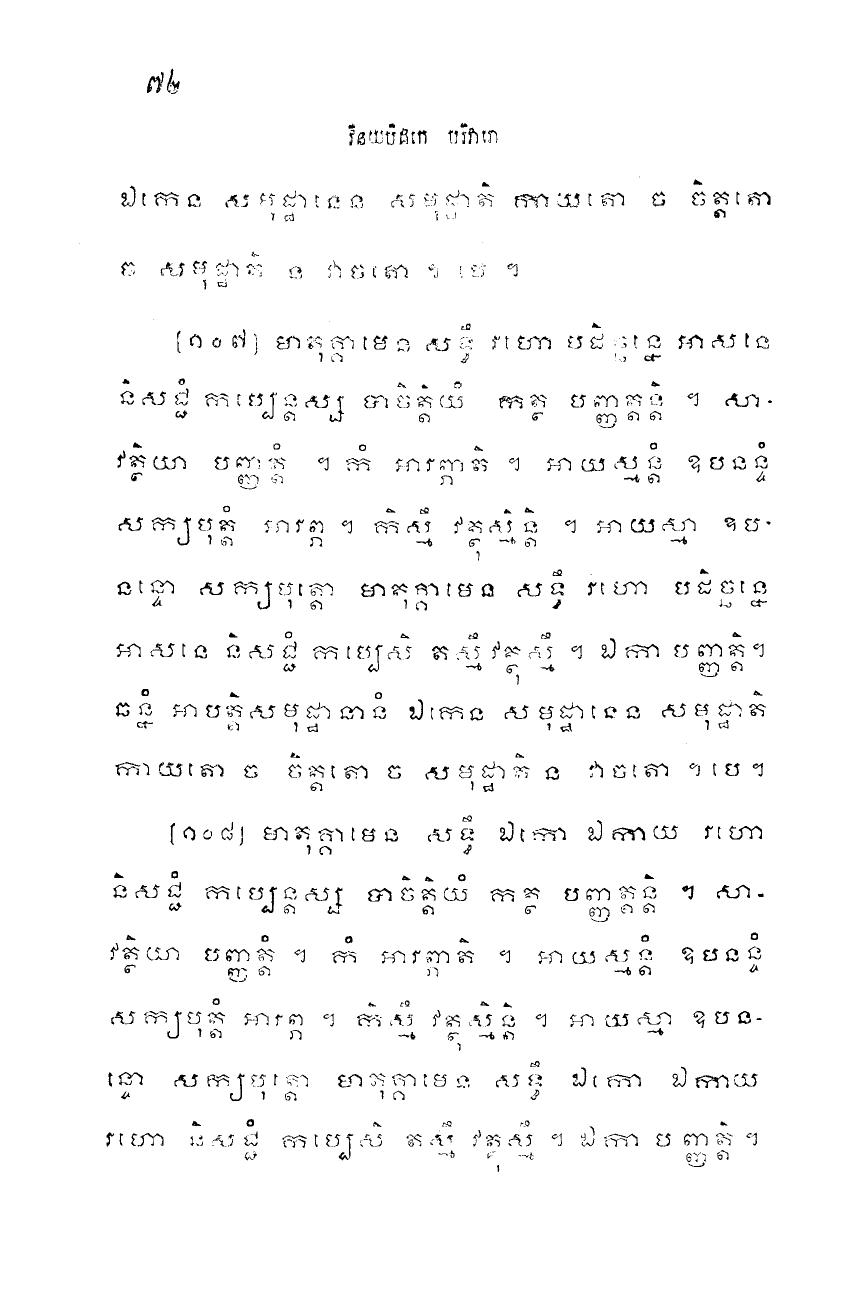 ៧២
វិនយបិដកេ បរិវារោ
ឯកេន សមុដ្ឋានេន សមុដ្ឋាតិ កាយតោ ច ចិត្តតោ
ច សមុដ្ឋាតិ ន វាចតោ ។ បេ ។
[១០៧] មាតុគ្គាមេន សទ្ធឹ រហោ បដិច្ឆន្នេ អាសនេ
និសជ្ជំ កប្បេន្តស្ស បាចិត្តិយំ កត្ថ បញ្ញត្តន្តិ ។ សា-
វត្ថិយា បញ្ញត្តំ ។ កំ អារព្ភាតិ ។ អាយស្មន្តំ ឧបនន្ទំ
សក្យបុត្តំ អារព្ភ ។ កិស្មឹ វត្ថុស្មិន្តិ ។ អាយស្មា ឧប-
នន្ទោ សក្យបុត្តោ មាតុគ្គាមេន សទ្ធឹ រហោ បដិច្ឆន្នេ
អាសនេ និសជ្ជំ កប្បេសិ តស្មឹ វត្ថុស្មឹ ។ ឯកា បញ្ញត្តិ។
ឆន្នំ អាបត្តិសមុដ្ឋានានំ ឯកេន សមុដ្ឋានេន សមុដ្ឋាតិ
កាយតោ ច ចិត្តតោ ច សមុដ្ឋាតិ ន វាចតោ ។ បេ ។
[១០៨] មាតុគ្គាមេន សទ្ធឹ ឯកោ ឯកាយ រហោ
និសជ្ជំ កប្បេន្តស្ស បាចិត្តិយំ កត្ថ បញ្ញត្តន្តិ ។ សា-
វត្ថិយា បញ្ញត្តំ ។ កំ អារព្ភាតិ ។ អាយស្មន្តំ ឧបនន្ទំ
សក្យបុត្តំ អារព្ភ ។ កិស្មឹ វត្ថុស្មិន្តិ ។ អាយស្មា ឧបន-
ន្ទោ សក្យបុត្តោ មាតុគ្គាមេន សទ្ធឹ ឯកោ ឯកាយ
រហោ និសជ្ជំ កប្បេសិ តស្មឹ វត្ថុស្មឹ ។ ឯកា បញ្ញត្តិ ។